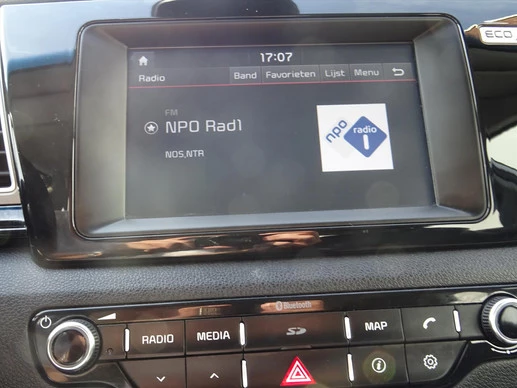 17:07
ECO
Radio Band Favorieten Lijst Menu
FM
NPO Rad1
NOS,NTR
npo radio 1
Bluetooth
RADIO MEDIA SD MAP